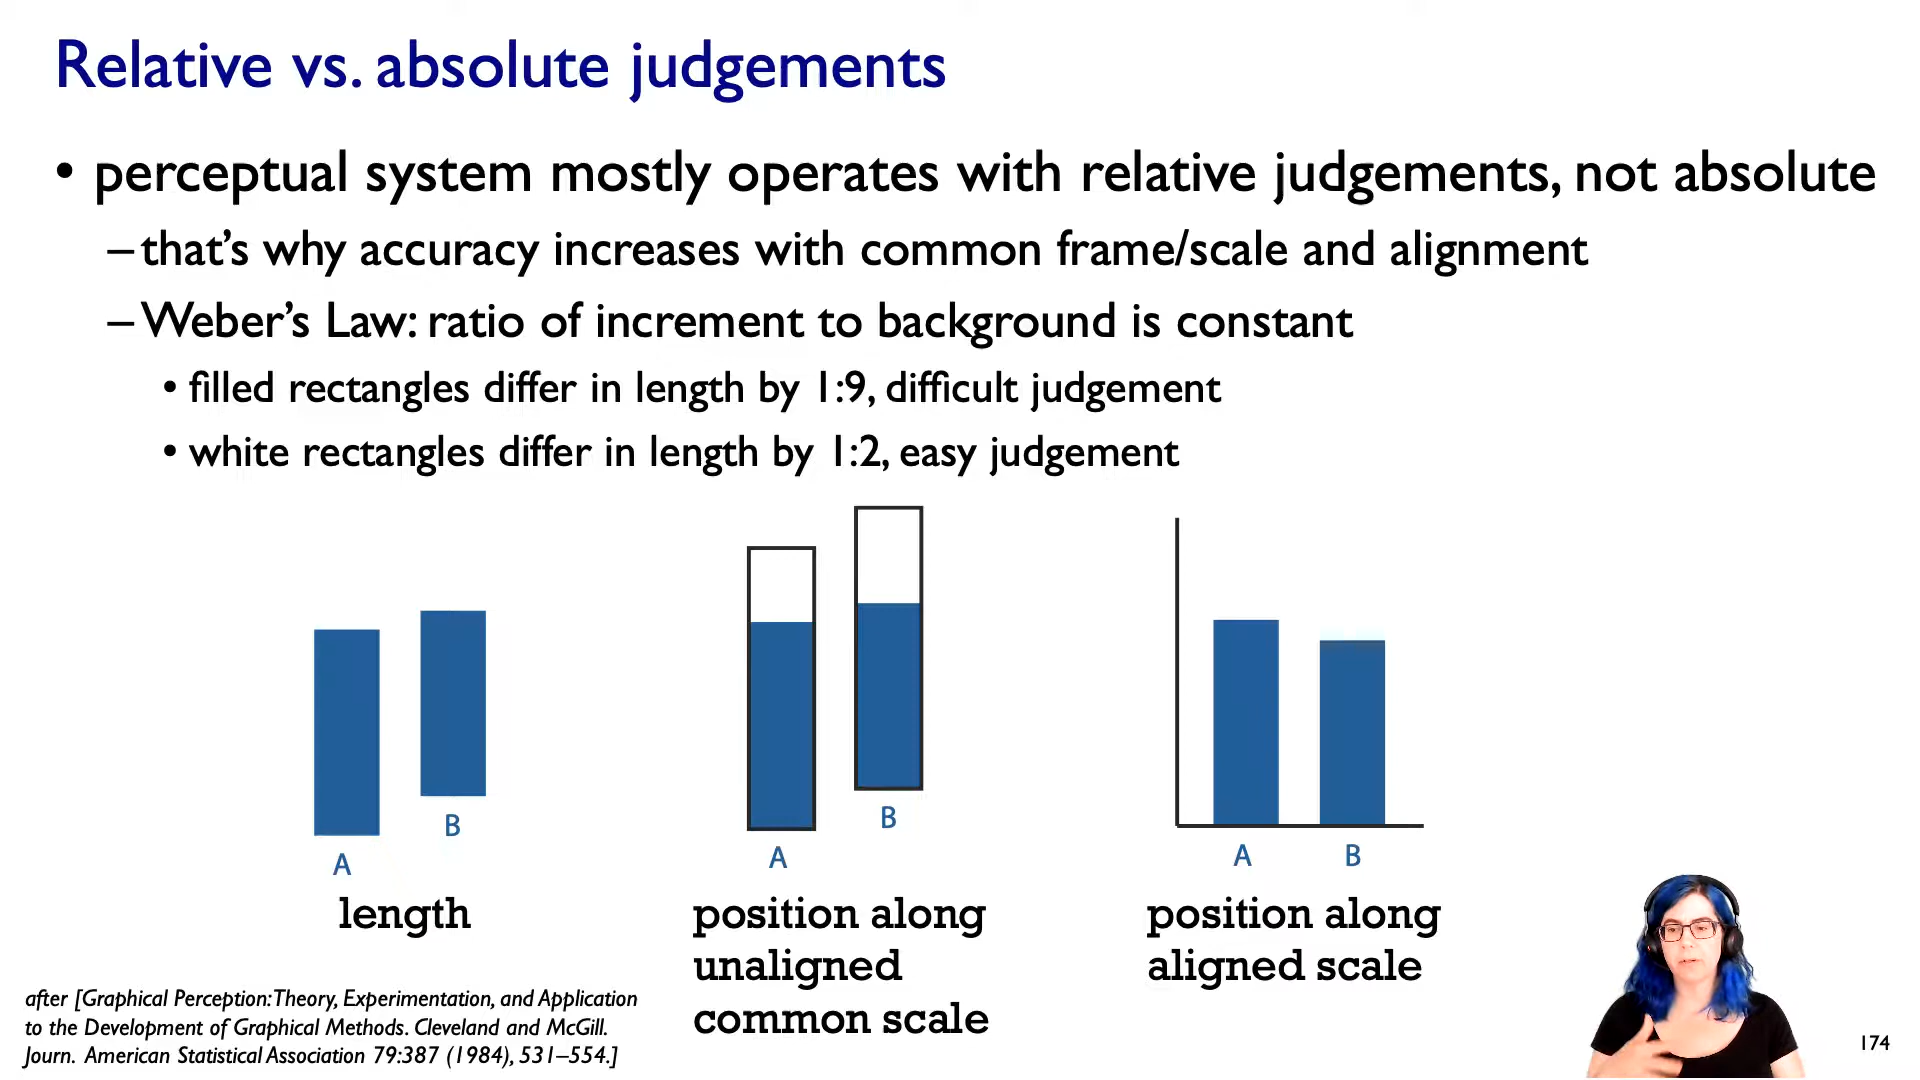 Relative vs. absolute judgements
• perceptual system mostly operates with relative judgements, not absolute
– that’s why accuracy increases with common frame/scale and alignment
– Weber’s Law: ratio of increment to background is constant
• filled rectangles differ in length by 1:9, difficult judgement
• white rectangles differ in length by 1:2, easy judgement
A
B
length
A
B
position along
unaligned
common scale
A
B
position along
aligned scale
after [Graphical Perception: Theory, Experimentation, and Application
to the Development of Graphical Methods. Cleveland and McGill.
Journ. American Statistical Association 79:387 (1984), 531–554.]
174